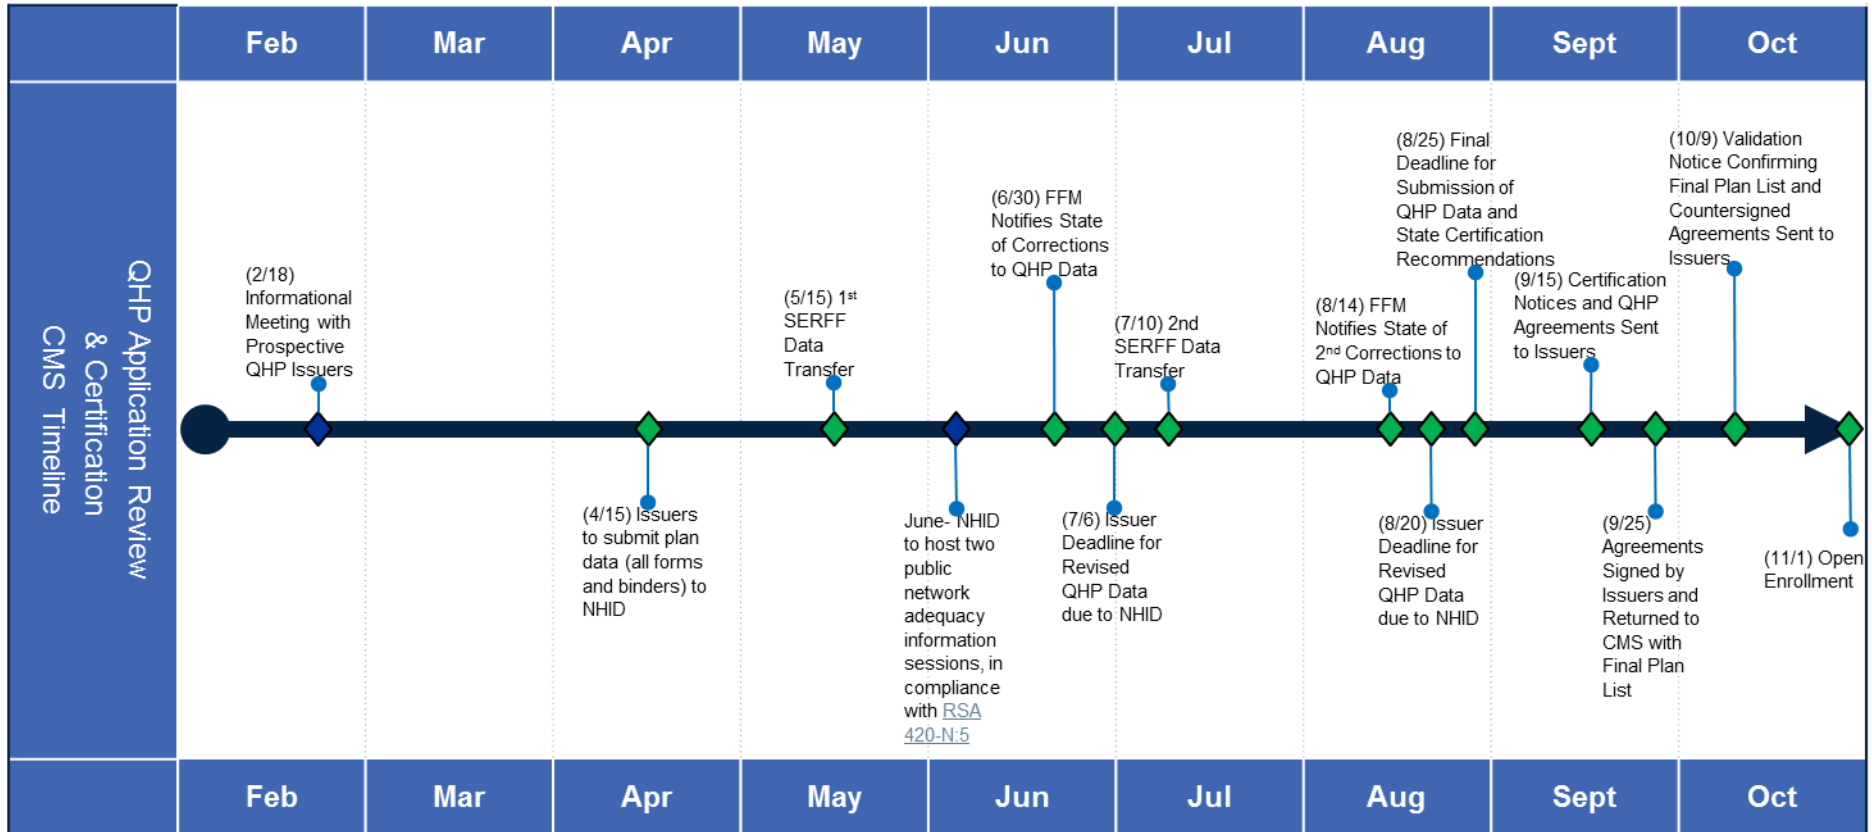 Feb
Mar
Apr
May
Jun
Jul
Aug
Sept
Oct
QHP Application Review
& Certification
CMS Timeline
(2/18)
Informational
Meeting with
Prospective
QHP Issuers
(4/15) Issuers
to submit plan
data (all forms
and binders) to
NHID
(5/15) 1st
SERFF
Data
Transfer
June- NHID
to host two
public
network
adequacy
information
sessions, in
compliance
with RSA
420-N:5
(6/30) FFM
Notifies State
of Corrections
to QHP Data
(7/6) Issuer
Deadline for
Revised
QHP Data
due to NHID
(7/10) 2nd
SERFF Data
Transfer
(8/14) FFM
Notifies State of
2nd Corrections to
QHP Data
(8/20) Issuer
Deadline for
Revised
QHP Data
due to NHID
(8/25) Final
Deadline for
Submission of
QHP Data and
State Certification
Recommendations
(9/15) Certification
Notices and QHP
Agreements Sent
to Issuers
(9/25)
Agreements
Signed by
Issuers and
Returned to
CMS with
Final Plan
List
(10/9) Validation
Notice Confirming
Final Plan List and
Countersigned
Agreements Sent to
Issuers
(11/1) Open
Enrollment
Feb
Mar
Apr
May
Jun
Jul
Aug
Sept
Oct